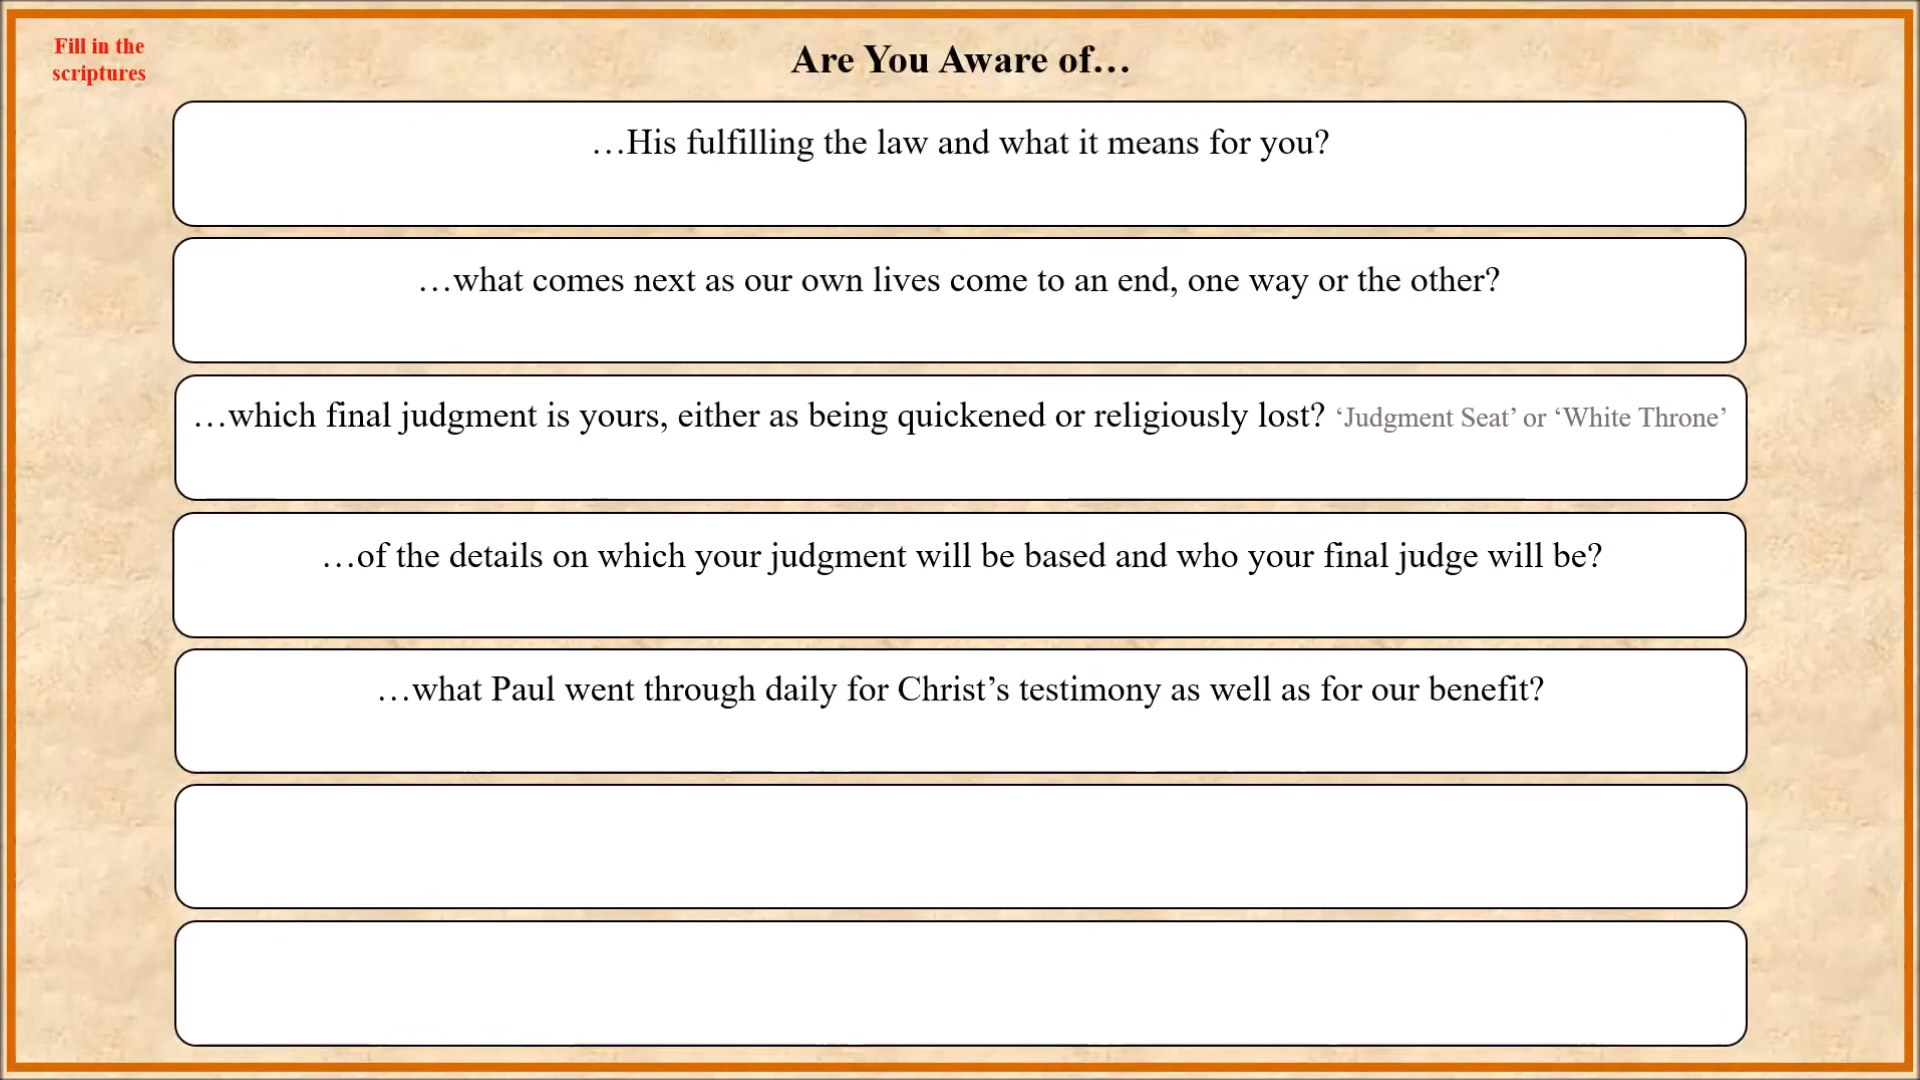 Fill in the
scriptures
Are You Aware of…
…His fulfilling the law and what it means for you?
…what comes next as our own lives come to an end, one way or the other?
…which final judgment is yours, either as being quickened or religiously lost? ‘Judgment Seat’ or ‘White Throne’
…of the details on which your judgment will be based and who your final judge will be?
…what Paul went through daily for Christ’s testimony as well as for our benefit?